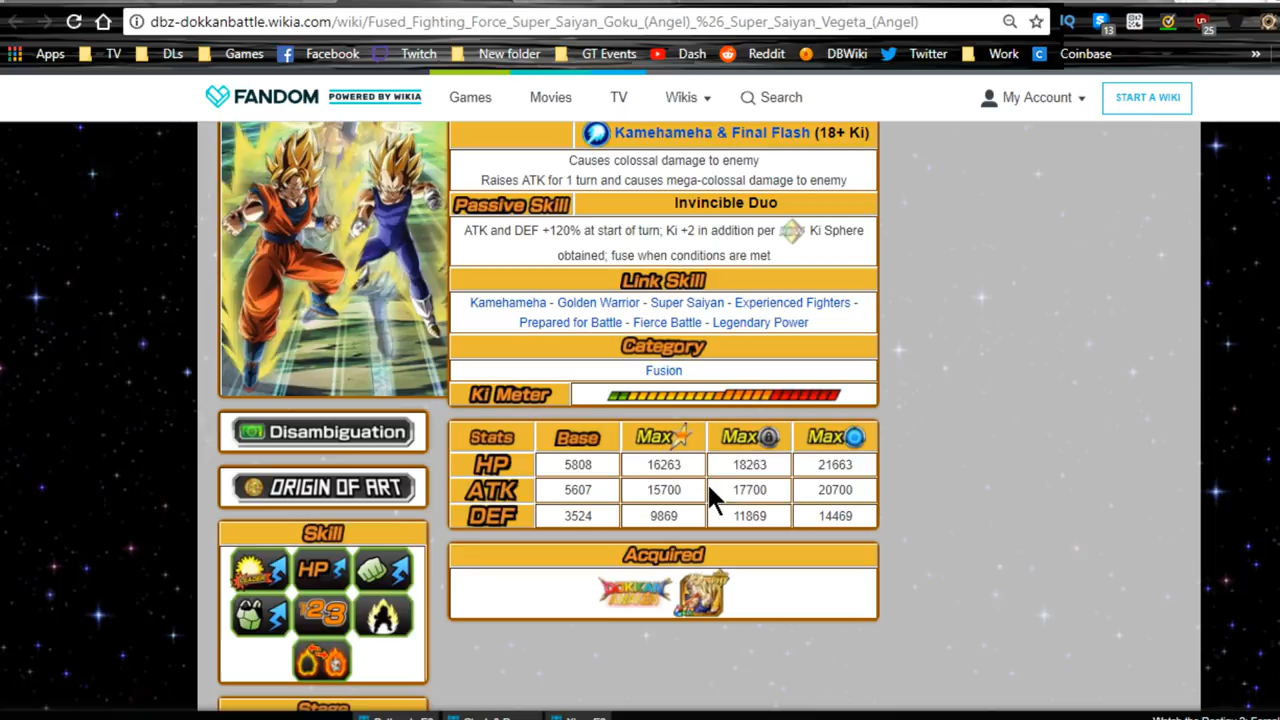 dbz-dokkanbattle.wikia.com/wiki/Fused_Fighting_Force_Super_Saiyan_Goku_(Angel)_%26_Super_Saiyan_Vegeta_(Angel)
IQ
13
25
Apps TV DLs Games Facebook Twitch New folder GT Events Dash Reddit DBWiki Twitter Work C Coinbase »
FANDOM POWERED BY WIKIA Games Movies TV Wikis Search My Account START A WIKI
Kamehameha & Final Flash (18+ Ki)
Causes colossal damage to enemy
Raises ATK for 1 turn and causes mega-colossal damage to enemy
Passive Skill Invincible Duo
ATK and DEF +120% at start of turn; Ki +2 in addition per Ki Sphere
obtained; fuse when conditions are met
Link Skill
Kamehameha - Golden Warrior - Super Saiyan - Experienced Fighters -
Prepared for Battle - Fierce Battle - Legendary Power
Category
Fusion
Ki Meter
Disambiguation
ORIGIN OF ART
Stats Base Max Max Max
HP 5808 16263 18263 21663
ATK 5607 15700 17700 20700
DEF 3524 9869 11869 14469
Skill
LEADER HP
123
Acquired
DOKKAN